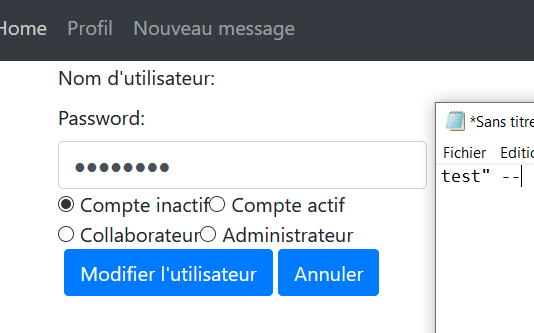 Home Profil Nouveau message
Nom d'utilisateur:
Password:
●●●●●●●●
Compte inactif Compte actif
Collaborateur Administrateur
Modifier l'utilisateur Annuler
*Sans titre
Fichier Editio
test" --